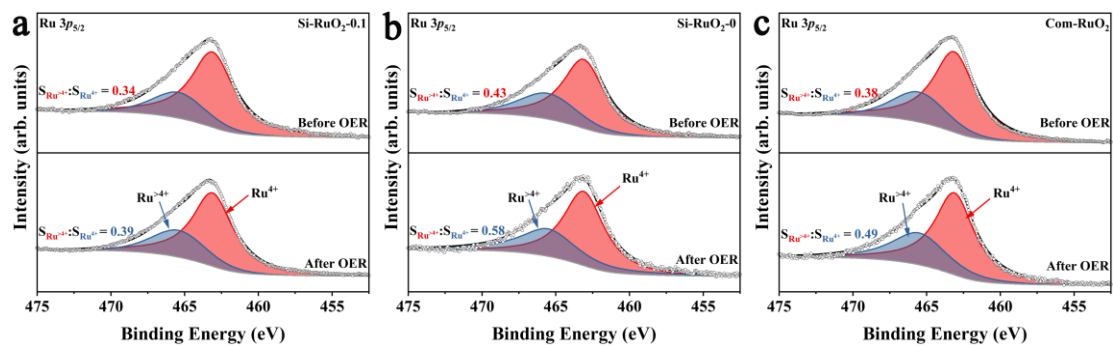 a
Ru 3p5/2
Si-RuO2-0.1
SRu>4+:SRu4+ = 0.34
Before OER
Ru>4+
Ru4+
SRu>4+:SRu4+ = 0.39
After OER
475 470 465 460 455
Binding Energy (eV)
Intensity (arb. units)
b
Ru 3p5/2
Si-RuO2-0
SRu>4+:SRu4+ = 0.43
Before OER
Ru>4+
Ru4+
SRu>4+:SRu4+ = 0.58
After OER
475 470 465 460 455
Binding Energy (eV)
Intensity (arb. units)
c
Ru 3p5/2
Com-RuO2
SRu>4+:SRu4+ = 0.38
Before OER
Ru>4+
Ru4+
SRu>4+:SRu4+ = 0.49
After OER
475 470 465 460 455
Binding Energy (eV)
Intensity (arb. units)